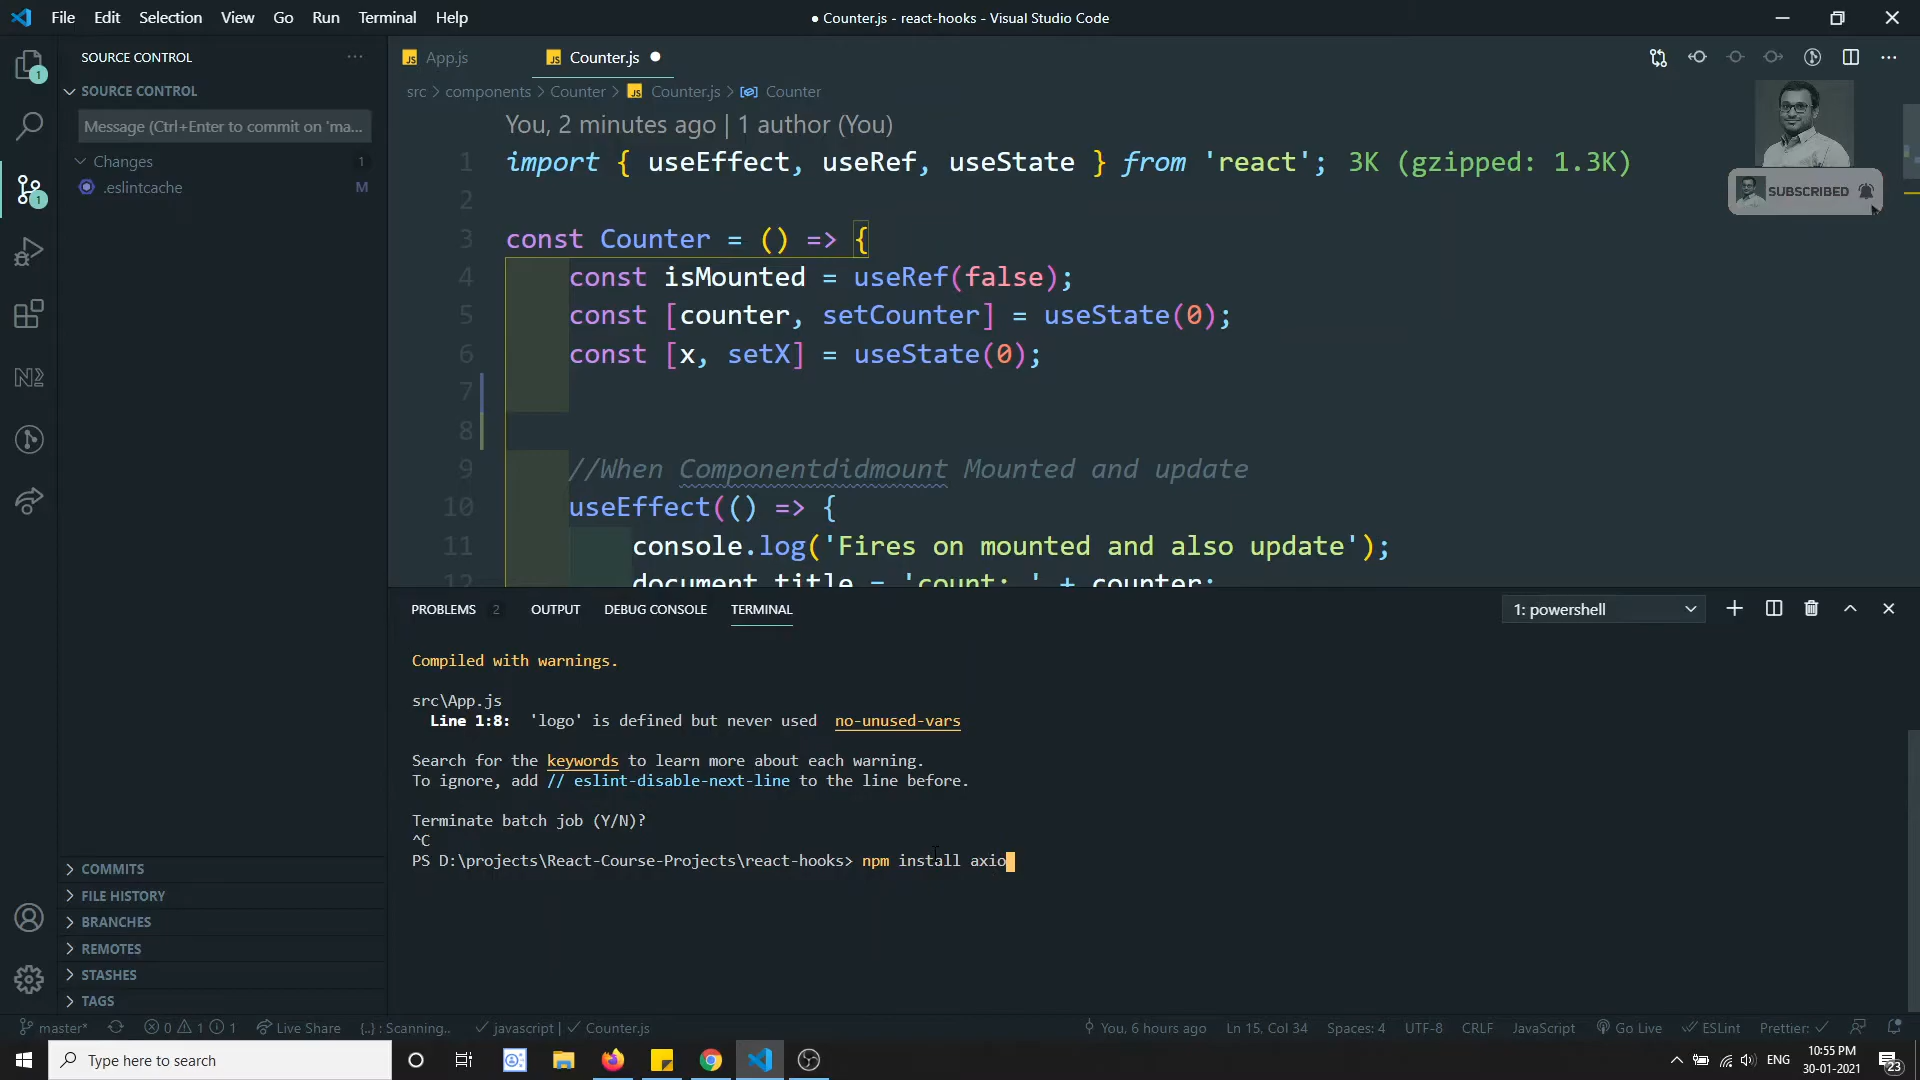 File Edit Selection View Go Run Terminal Help
● Counter.js - react-hooks - Visual Studio Code
SOURCE CONTROL
SOURCE CONTROL
Message (Ctrl+Enter to commit on 'ma...
Changes 1
.eslintcache M
COMMITS
FILE HISTORY
BRANCHES
REMOTES
STASHES
TAGS
JS App.js
JS Counter.js ●
src > components > Counter > JS Counter.js > Counter
You, 2 minutes ago | 1 author (You)
1 import { useEffect, useRef, useState } from 'react'; 3K (gzipped: 1.3K)
2
3 const Counter = () => {
4 const isMounted = useRef(false);
5 const [counter, setCounter] = useState(0);
6 const [x, setX] = useState(0);
7
8
9 //When Componentdidmount Mounted and update
10 useEffect(() => {
11 console.log('Fires on mounted and also update');
12 document.title = 'count: ' + counter;
SUBSCRIBED
PROBLEMS 2 OUTPUT DEBUG CONSOLE TERMINAL
1: powershell
Compiled with warnings.
src\App.js
Line 1:8: 'logo' is defined but never used no-unused-vars
Search for the keywords to learn more about each warning.
To ignore, add // eslint-disable-next-line to the line before.
Terminate batch job (Y/N)?
^C
PS D:\projects\React-Course-Projects\react-hooks> npm install axio
master* 0 1 1 Live Share {..} : Scanning.. javascript | Counter.js
You, 6 hours ago Ln 15, Col 34 Spaces: 4 UTF-8 CRLF JavaScript Go Live ESLint Prettier:
Type here to search
ENG
10:55 PM
30-01-2021
23